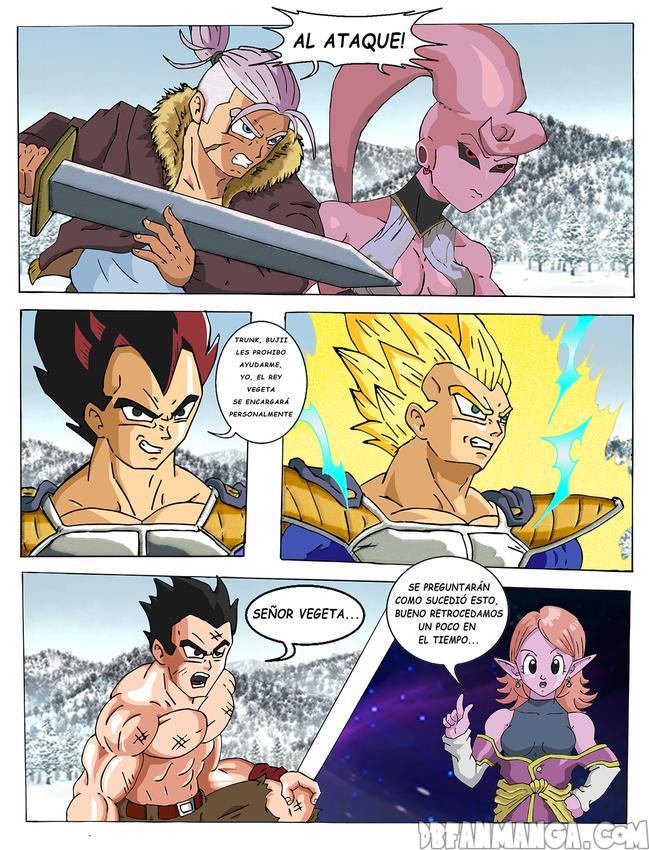 AL ATAQUE!
TRUNK, BUJII
LES PROHIBO
AYUDARME,
YO, EL REY
VEGETA
SE ENCARGARÁ
PERSONALMENTE
SEÑOR VEGETA...
SE PREGUNTARÁN
COMO SUCEDIÓ ESTO,
BUENO RETROCEDAMOS
UN POCO EN
EL TIEMPO...
DBFANMANGA.COM